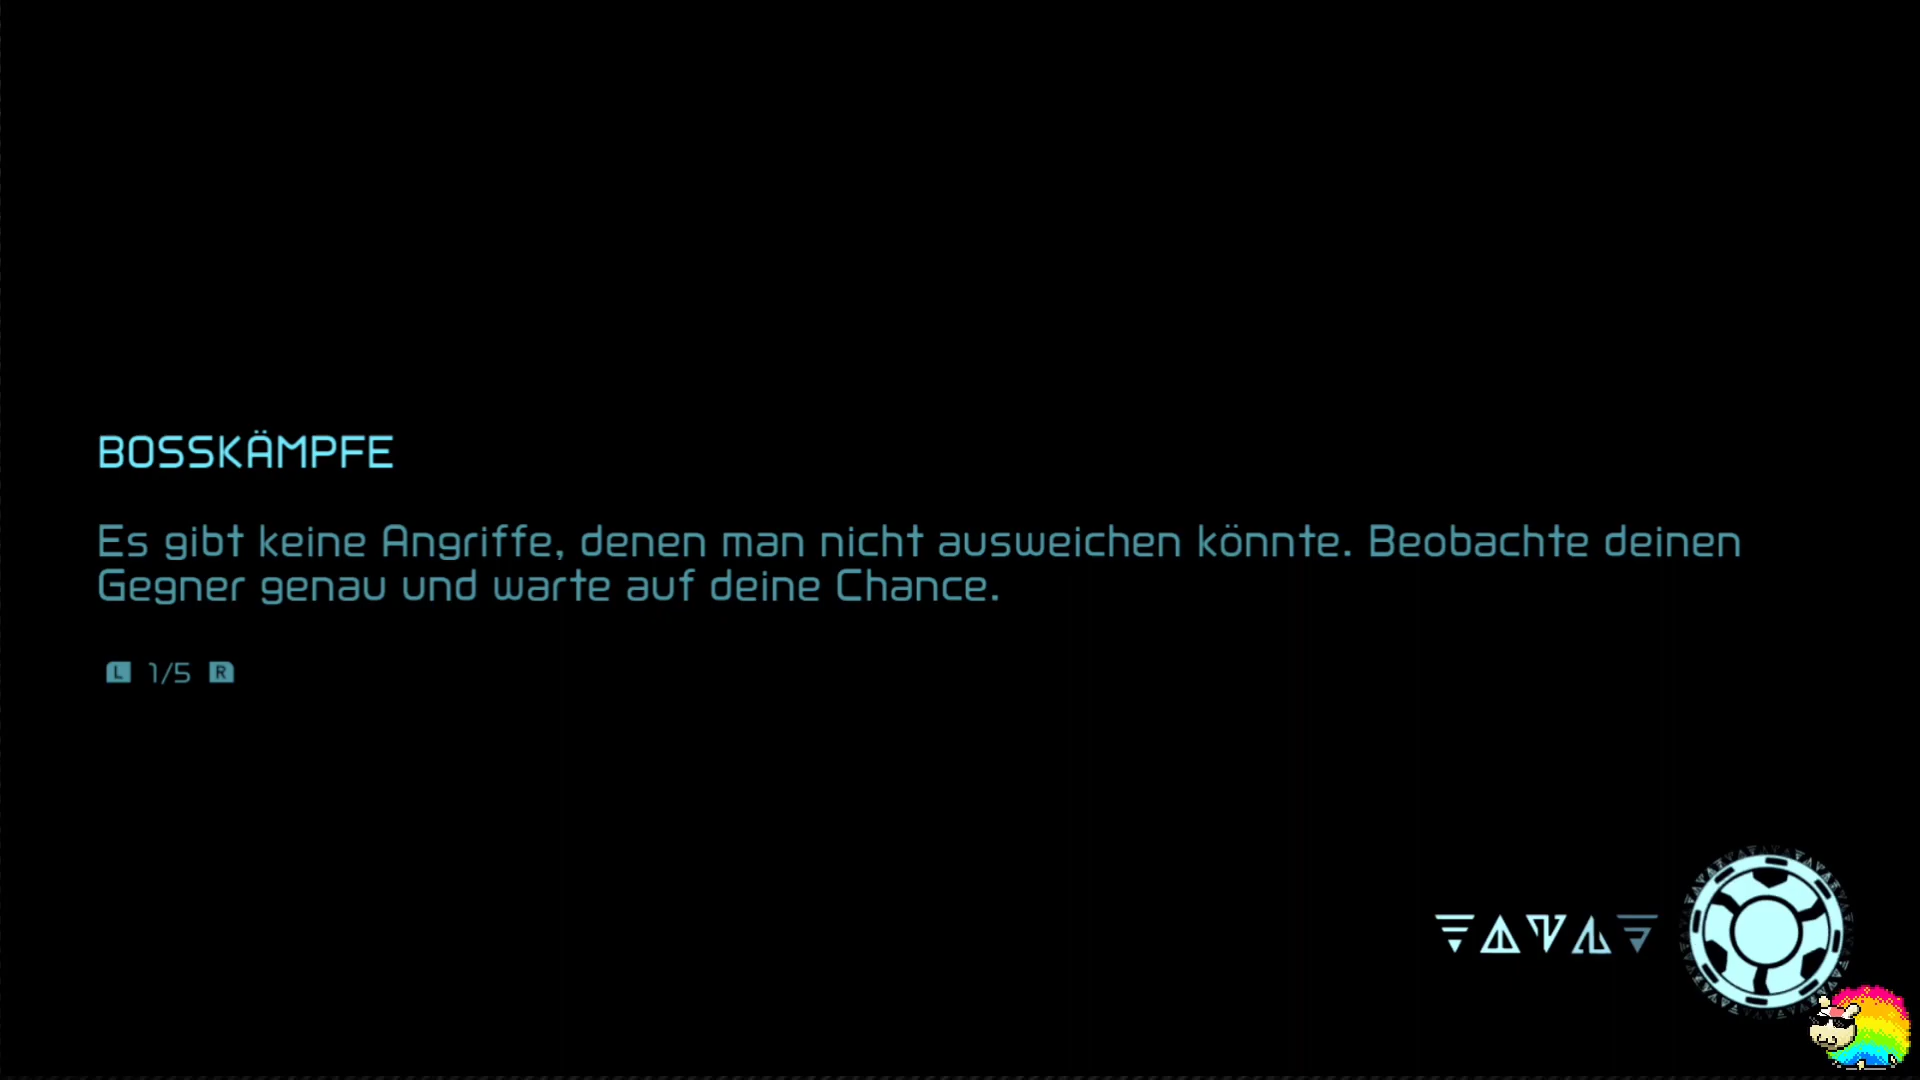 BOSSKÄMPFE
Es gibt keine Angriffe, denen man nicht ausweichen könnte. Beobachte deinen
Gegner genau und warte auf deine Chance.
L 1/5 R